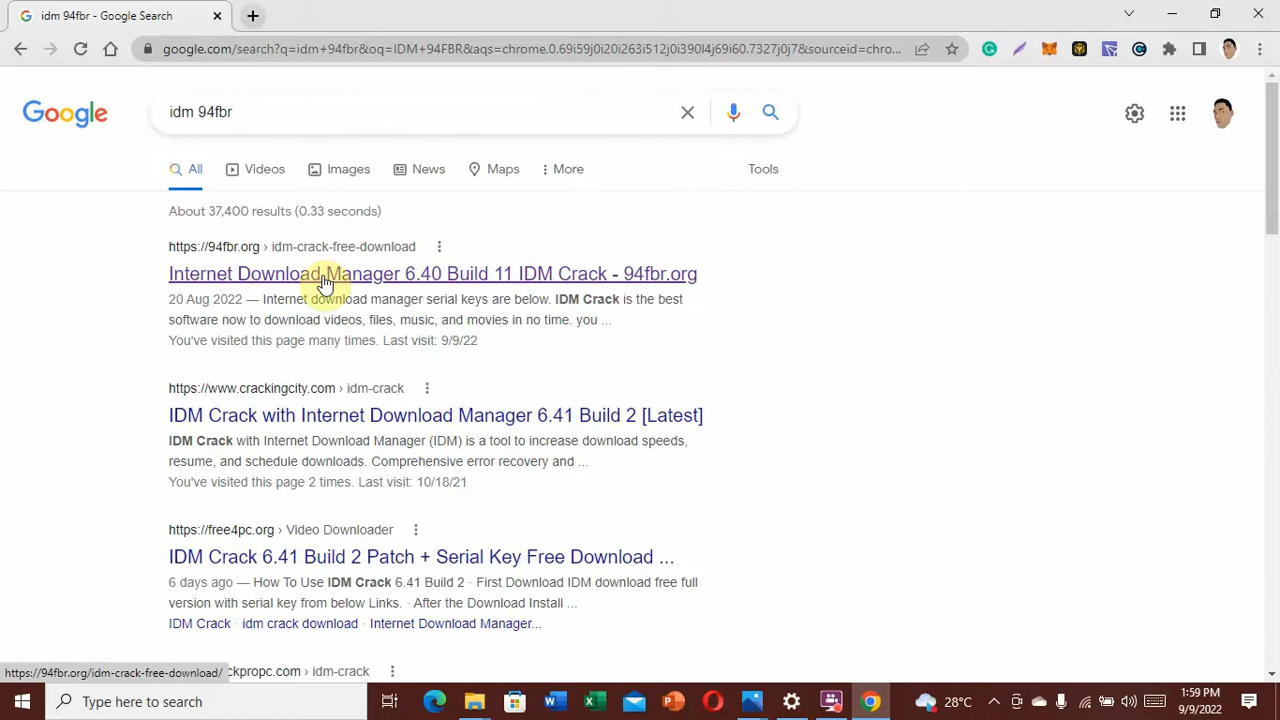 idm 94fbr - Google Search
google.com/search?q=idm+94fbr&oq=IDM+94FBR&aqs=chrome.0.69i59j0i20i263i512j0i390l4j69i60.7327j0j7&sourceid=chro...
Google
idm 94fbr
All
Videos
Images
News
Maps
More
Tools
About 37,400 results (0.33 seconds)
https://94fbr.org › idm-crack-free-download
Internet Download Manager 6.40 Build 11 IDM Crack - 94fbr.org
20 Aug 2022 — Internet download manager serial keys are below. IDM Crack is the best
software now to download videos, files, music, and movies in no time. you ...
You've visited this page many times. Last visit: 9/9/22
https://www.crackingcity.com › idm-crack
IDM Crack with Internet Download Manager 6.41 Build 2 [Latest]
IDM Crack with Internet Download Manager (IDM) is a tool to increase download speeds,
resume, and schedule downloads. Comprehensive error recovery and ...
You've visited this page 2 times. Last visit: 10/18/21
https://free4pc.org › Video Downloader
IDM Crack 6.41 Build 2 Patch + Serial Key Free Download ...
6 days ago — How To Use IDM Crack 6.41 Build 2 · First Download IDM download free full
version with serial key from below Links. · After the Download Install ...
IDM Crack · idm crack download · Internet Download Manager...
https://94fbr.org/idm-crack-free-download/
ckpropc.com › idm-crack
Type here to search
28°C
1:59 PM
9/9/2022